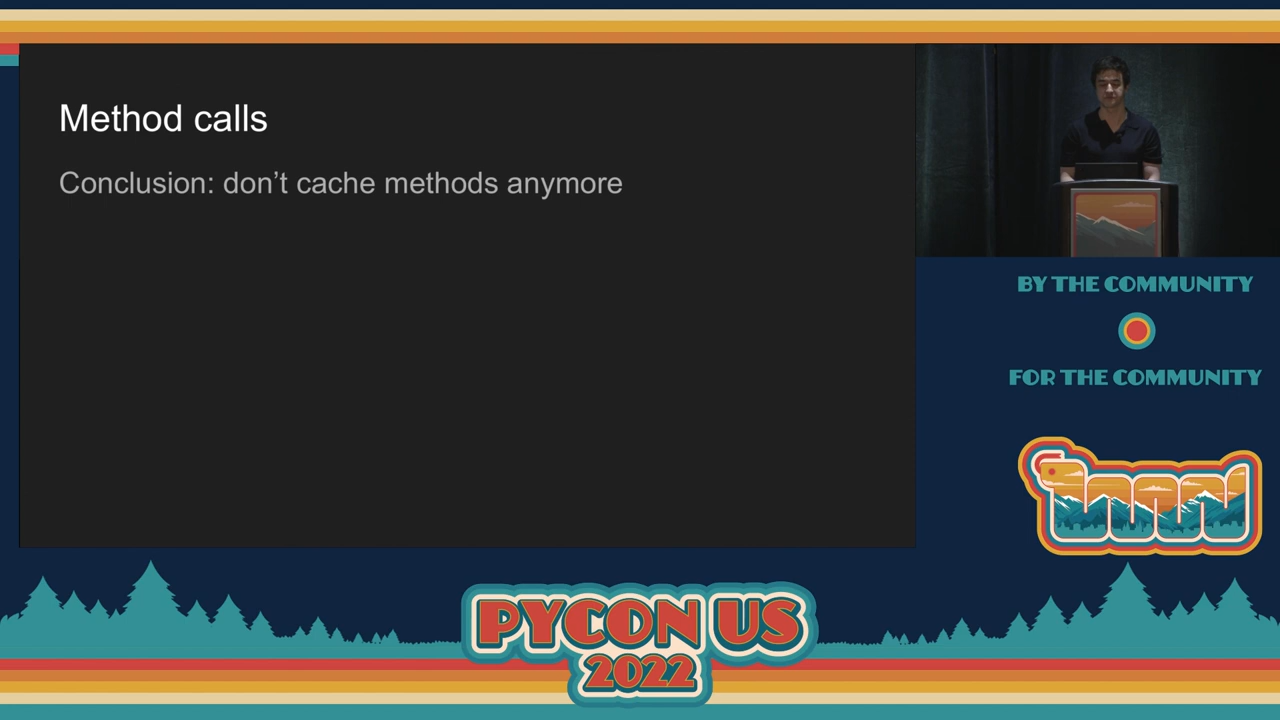 Method calls
Conclusion: don’t cache methods anymore
BY THE COMMUNITY
FOR THE COMMUNITY
PYCON US
2022